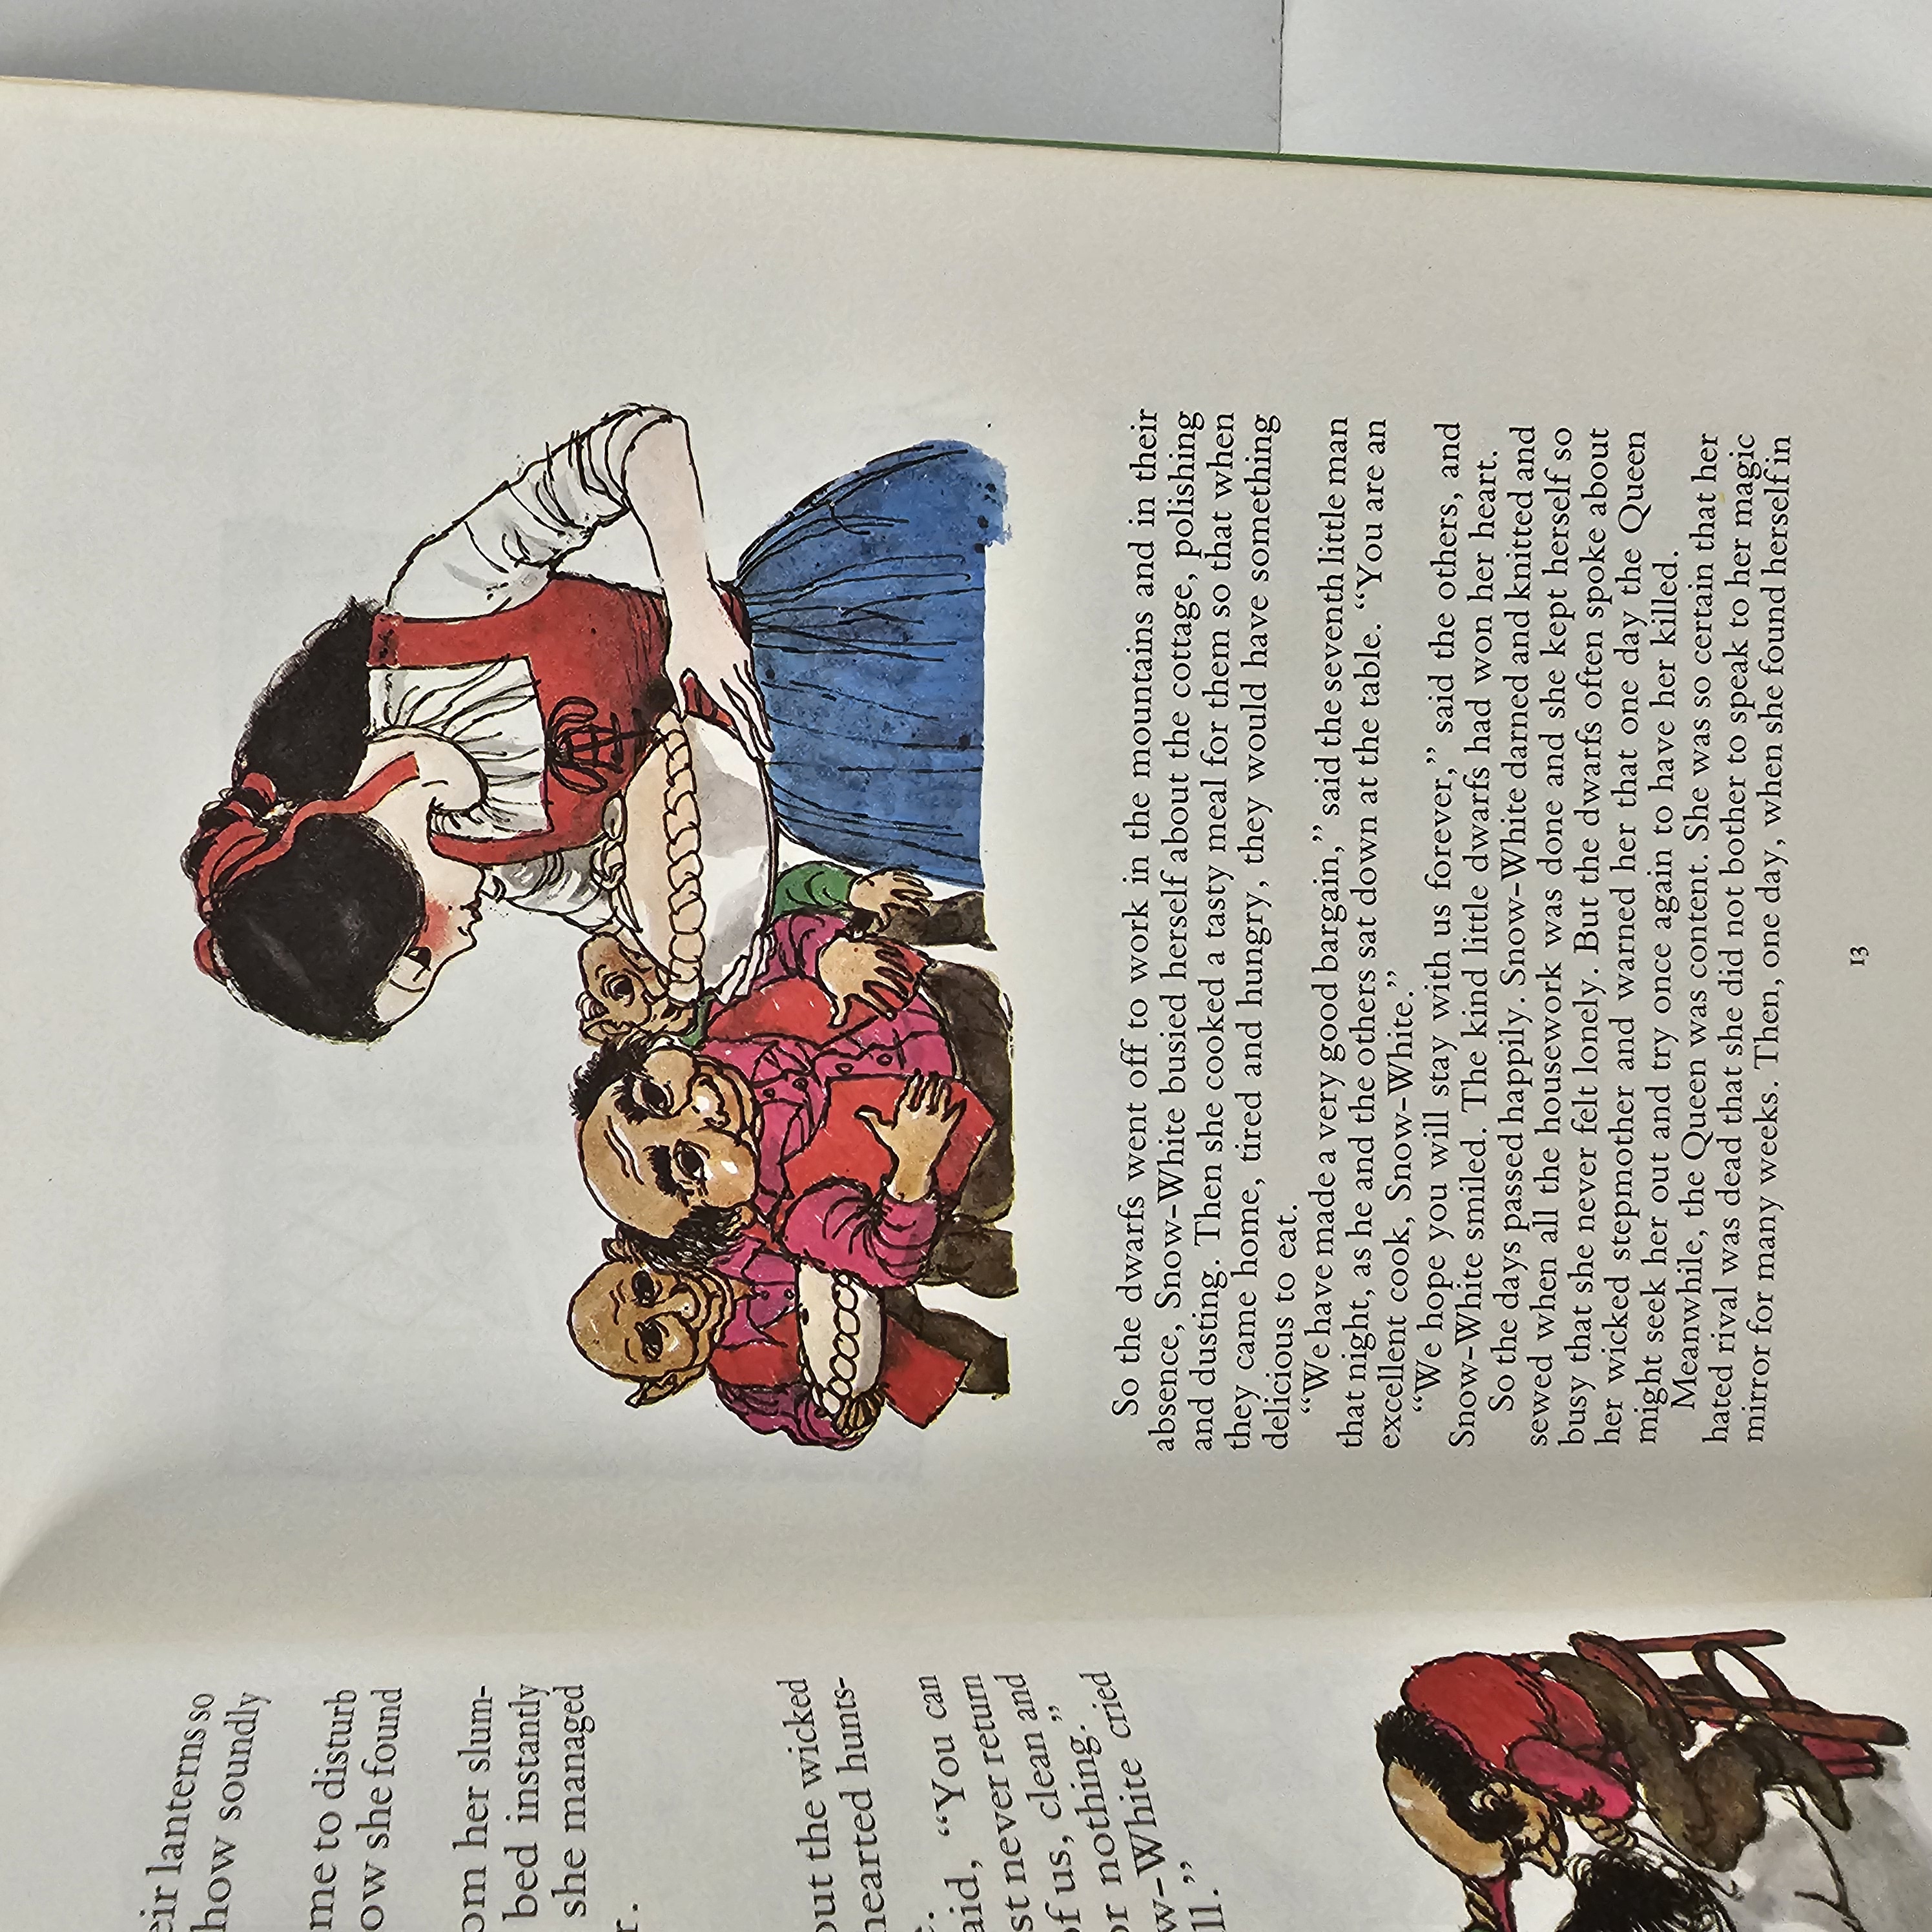 eir lanterns so
how soundly
me to disturb
ow she found
om her slum-
bed instantly
she managed
r.
out the wicked
hearted hunts-
aid, “You can
st never return
of us, clean and
or nothing.”
w-White cried
ll.”
So the dwarfs went off to work in the mountains and in their
absence, Snow-White busied herself about the cottage, polishing
and dusting. Then she cooked a tasty meal for them so that when
they came home, tired and hungry, they would have something
delicious to eat.
“We have made a very good bargain,” said the seventh little man
that night, as he and the others sat down at the table. “You are an
excellent cook, Snow-White.”
“We hope you will stay with us forever,” said the others, and
Snow-White smiled. The kind little dwarfs had won her heart.
So the days passed happily. Snow-White darned and knitted and
sewed when all the housework was done and she kept herself so
busy that she never felt lonely. But the dwarfs often spoke about
her wicked stepmother and warned her that one day the Queen
might seek her out and try once again to have her killed.
Meanwhile, the Queen was content. She was so certain that her
hated rival was dead that she did not bother to speak to her magic
mirror for many weeks. Then, one day, when she found herself in
13